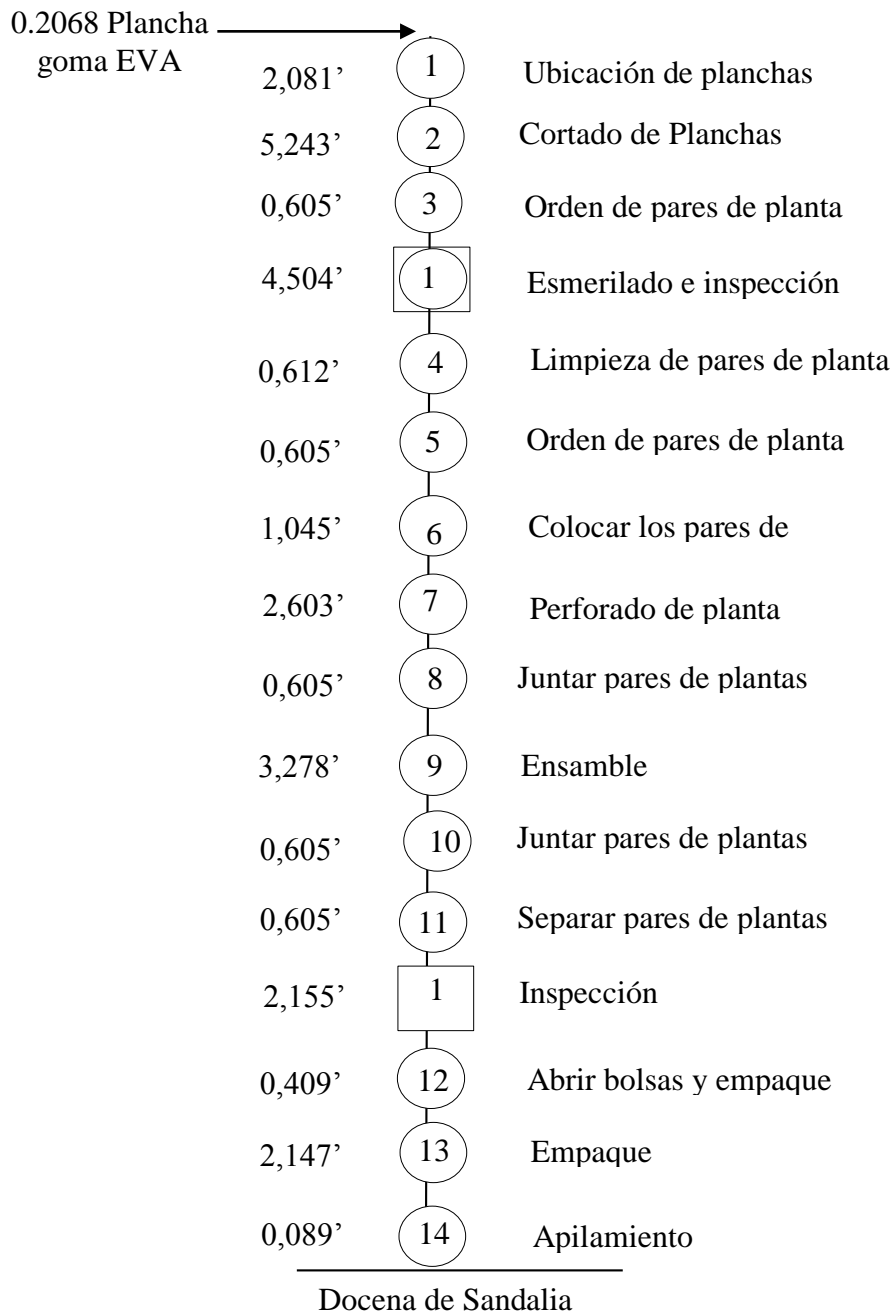 0.2068 Plancha
goma EVA
2,081’ 1 Ubicación de planchas
5,243’ 2 Cortado de Planchas
0,605’ 3 Orden de pares de planta
4,504’ 1 Esmerilado e inspección
0,612’ 4 Limpieza de pares de planta
0,605’ 5 Orden de pares de planta
1,045’ 6 Colocar los pares de
2,603’ 7 Perforado de planta
0,605’ 8 Juntar pares de plantas
3,278’ 9 Ensamble
0,605’ 10 Juntar pares de plantas
0,605’ 11 Separar pares de plantas
2,155’ 1 Inspección
0,409’ 12 Abrir bolsas y empaque
2,147’ 13 Empaque
0,089’ 14 Apilamiento
Docena de Sandalia